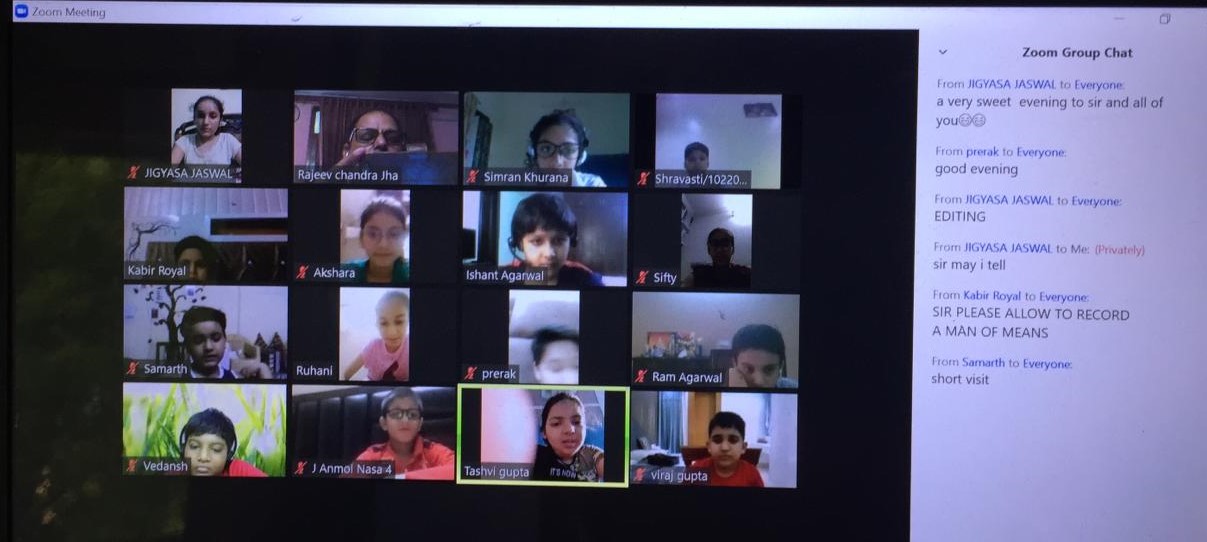 Zoom Meeting
JIGYASA JASWAL
Rajeev chandra Jha
Simran Khurana
Shravasti/10220...
Kabir Royal
Akshara
Ishant Agarwal
Sifty
Samarth
Ruhani
prerak
Ram Agarwal
Vedansh
J Anmol Nasa 4
Tashvi gupta
IT'S NOW
viraj gupta
Zoom Group Chat
From JIGYASA JASWAL to Everyone:
a very sweet evening to sir and all of
you😊😊
From prerak to Everyone:
good evening
From JIGYASA JASWAL to Everyone:
EDITING
From JIGYASA JASWAL to Me: (Privately)
sir may i tell
From Kabir Royal to Everyone:
SIR PLEASE ALLOW TO RECORD
A MAN OF MEANS
From Samarth to Everyone:
short visit